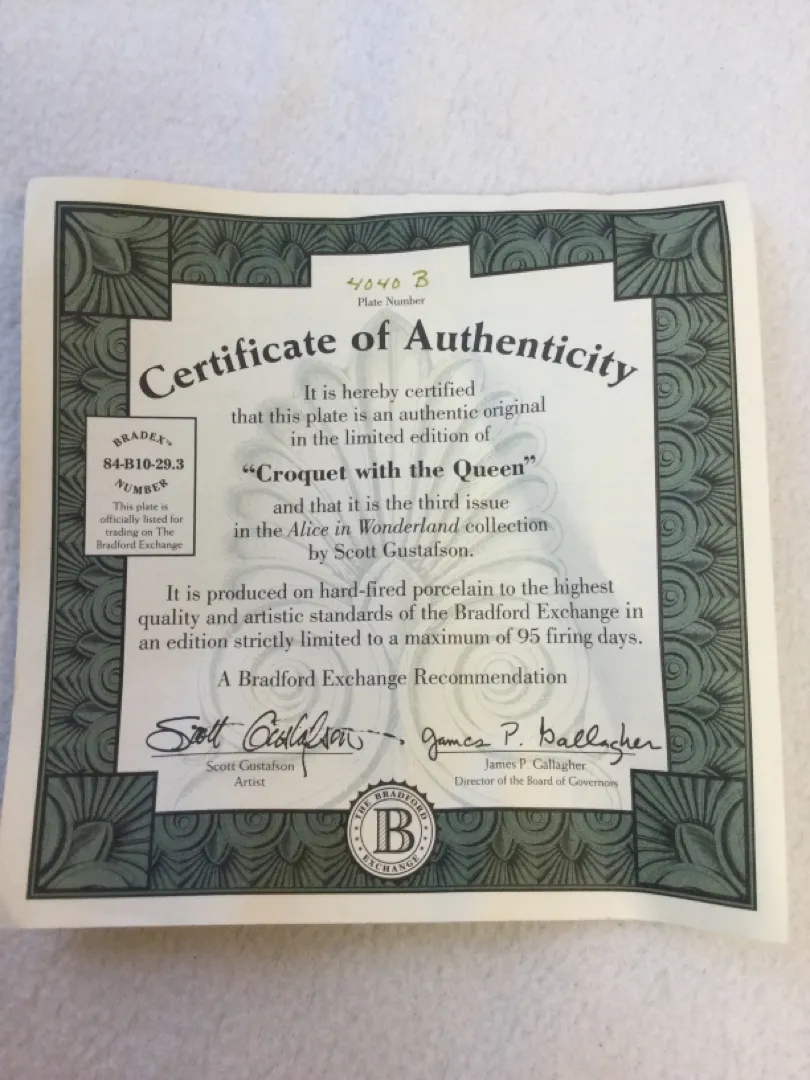 4040 B
Plate Number
Certificate of Authenticity
It is hereby certified
that this plate is an authentic original
in the limited edition of
“Croquet with the Queen”
and that it is the third issue
in the Alice in Wonderland collection
by Scott Gustafson.
BRADEX™
84-B10-29.3
NUMBER
This plate is
officially listed for
trading on The
Bradford Exchange
It is produced on hard-fired porcelain to the highest
quality and artistic standards of the Bradford Exchange in
an edition strictly limited to a maximum of 95 firing days.
A Bradford Exchange Recommendation
Scott Gustafson
James P. Gallagher
Scott Gustafson
Artist
James P. Gallagher
Director of the Board of Governors
THE BRADFORD
B
EXCHANGE